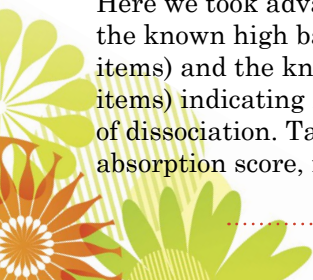 Here we took adva
the known high ba
items) and the kn
items) indicating
of dissociation. Ta
absorption score,